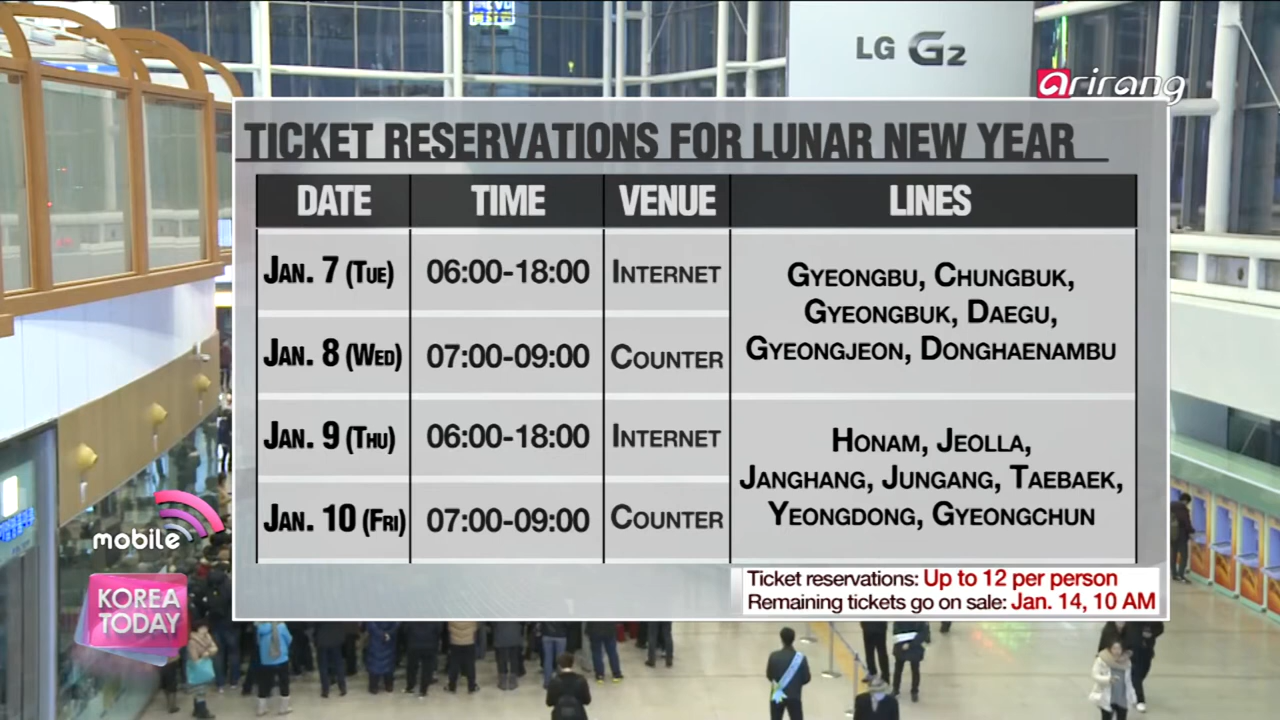 LG G2
arirang
TICKET RESERVATIONS FOR LUNAR NEW YEAR
DATE TIME VENUE LINES
JAN. 7 (TUE) 06:00-18:00 INTERNET
JAN. 8 (WED) 07:00-09:00 COUNTER
GYEONGBU, CHUNGBUK,
GYEONGBUK, DAEGU,
GYEONGJEON, DONGHAENAMBU
JAN. 9 (THU) 06:00-18:00 INTERNET
JAN. 10 (FRI) 07:00-09:00 COUNTER
HONAM, JEOLLA,
JANGHANG, JUNGANG, TAEBAEK,
YEONGDONG, GYEONGCHUN
Ticket reservations: Up to 12 per person
Remaining tickets go on sale: Jan. 14, 10 AM
mobile
KOREA
TODAY